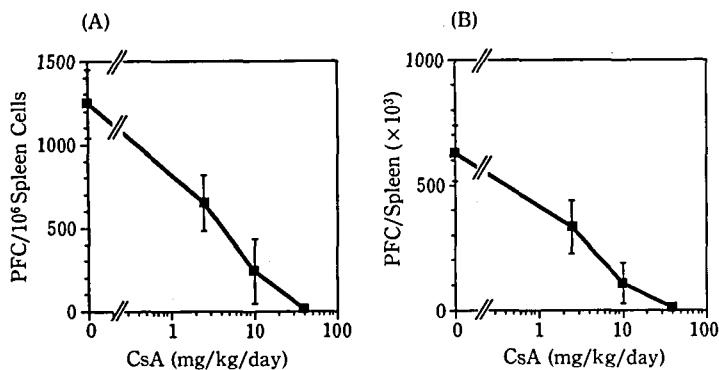 (A)
1500
1000
500
0
PFC/10⁶ Spleen Cells
0 1 10 100
CsA (mg/kg/day)
(B)
1000
500
0
PFC/Spleen (×10³)
0 1 10 100
CsA (mg/kg/day)